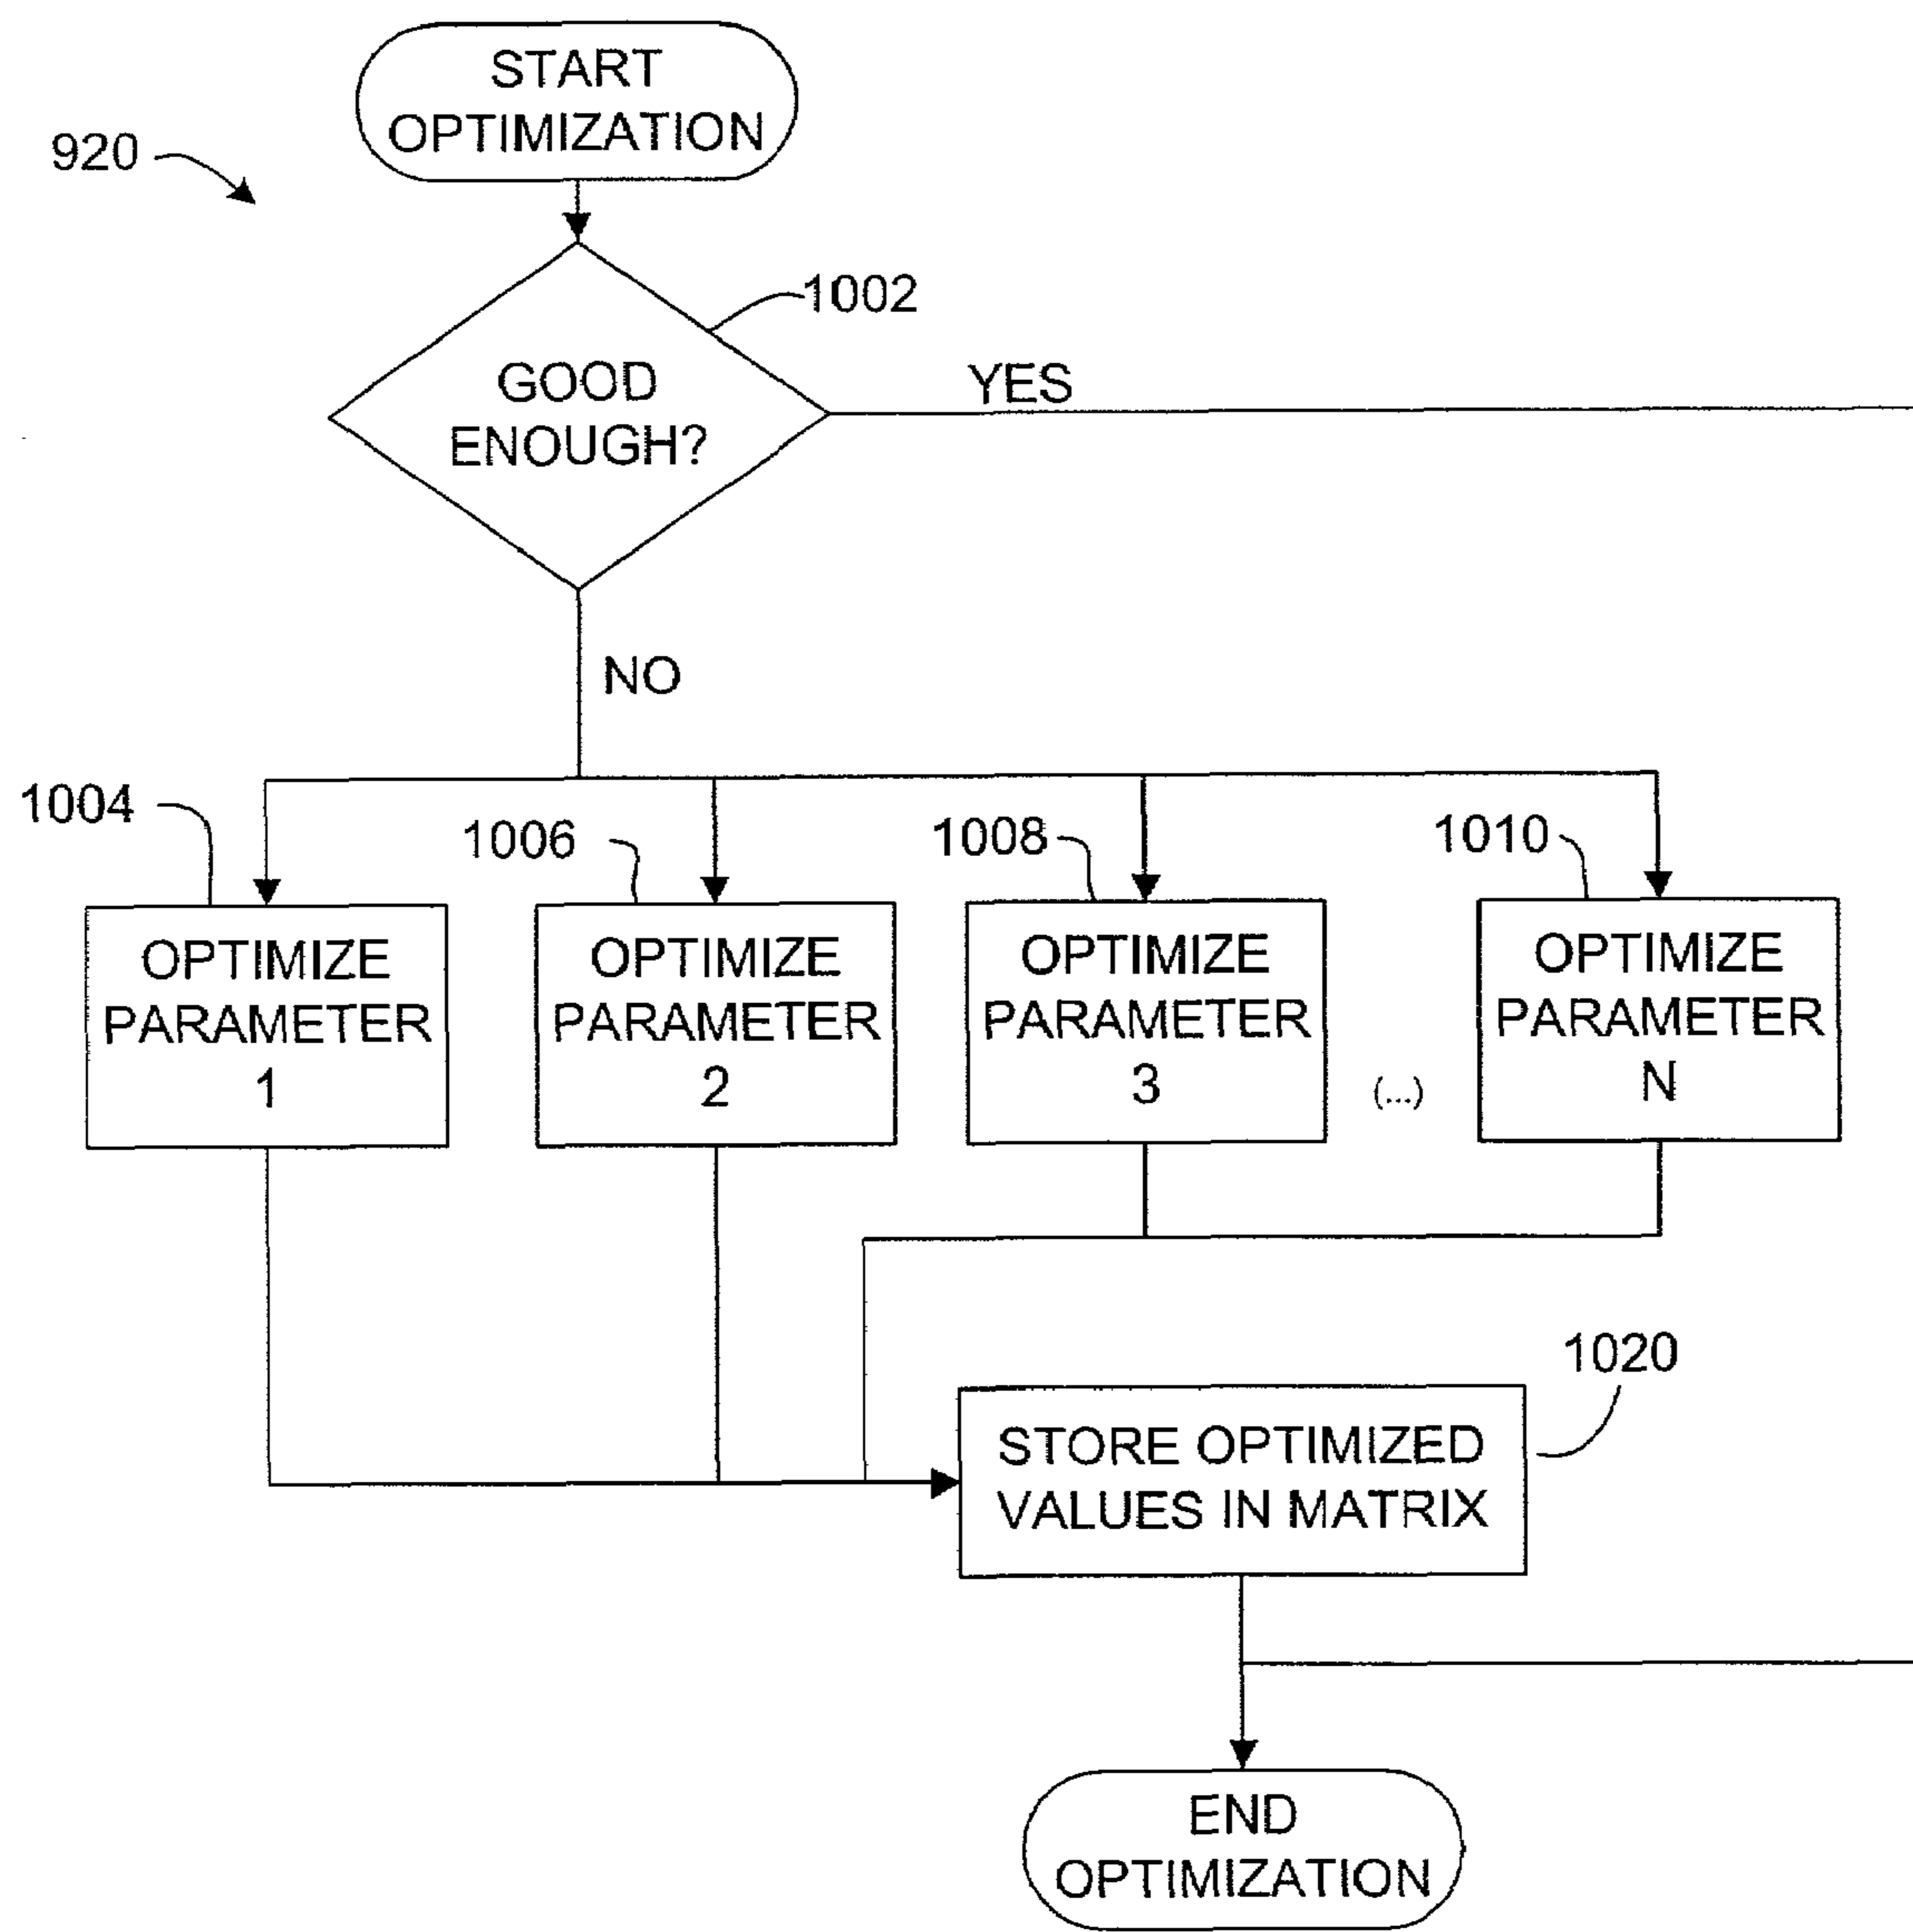 START
OPTIMIZATION
920
1002
GOOD
ENOUGH?
YES
NO
1004
1006
1008
1010
OPTIMIZE
PARAMETER
1
OPTIMIZE
PARAMETER
2
OPTIMIZE
PARAMETER
3
(...)
OPTIMIZE
PARAMETER
N
1020
STORE OPTIMIZED
VALUES IN MATRIX
END
OPTIMIZATION